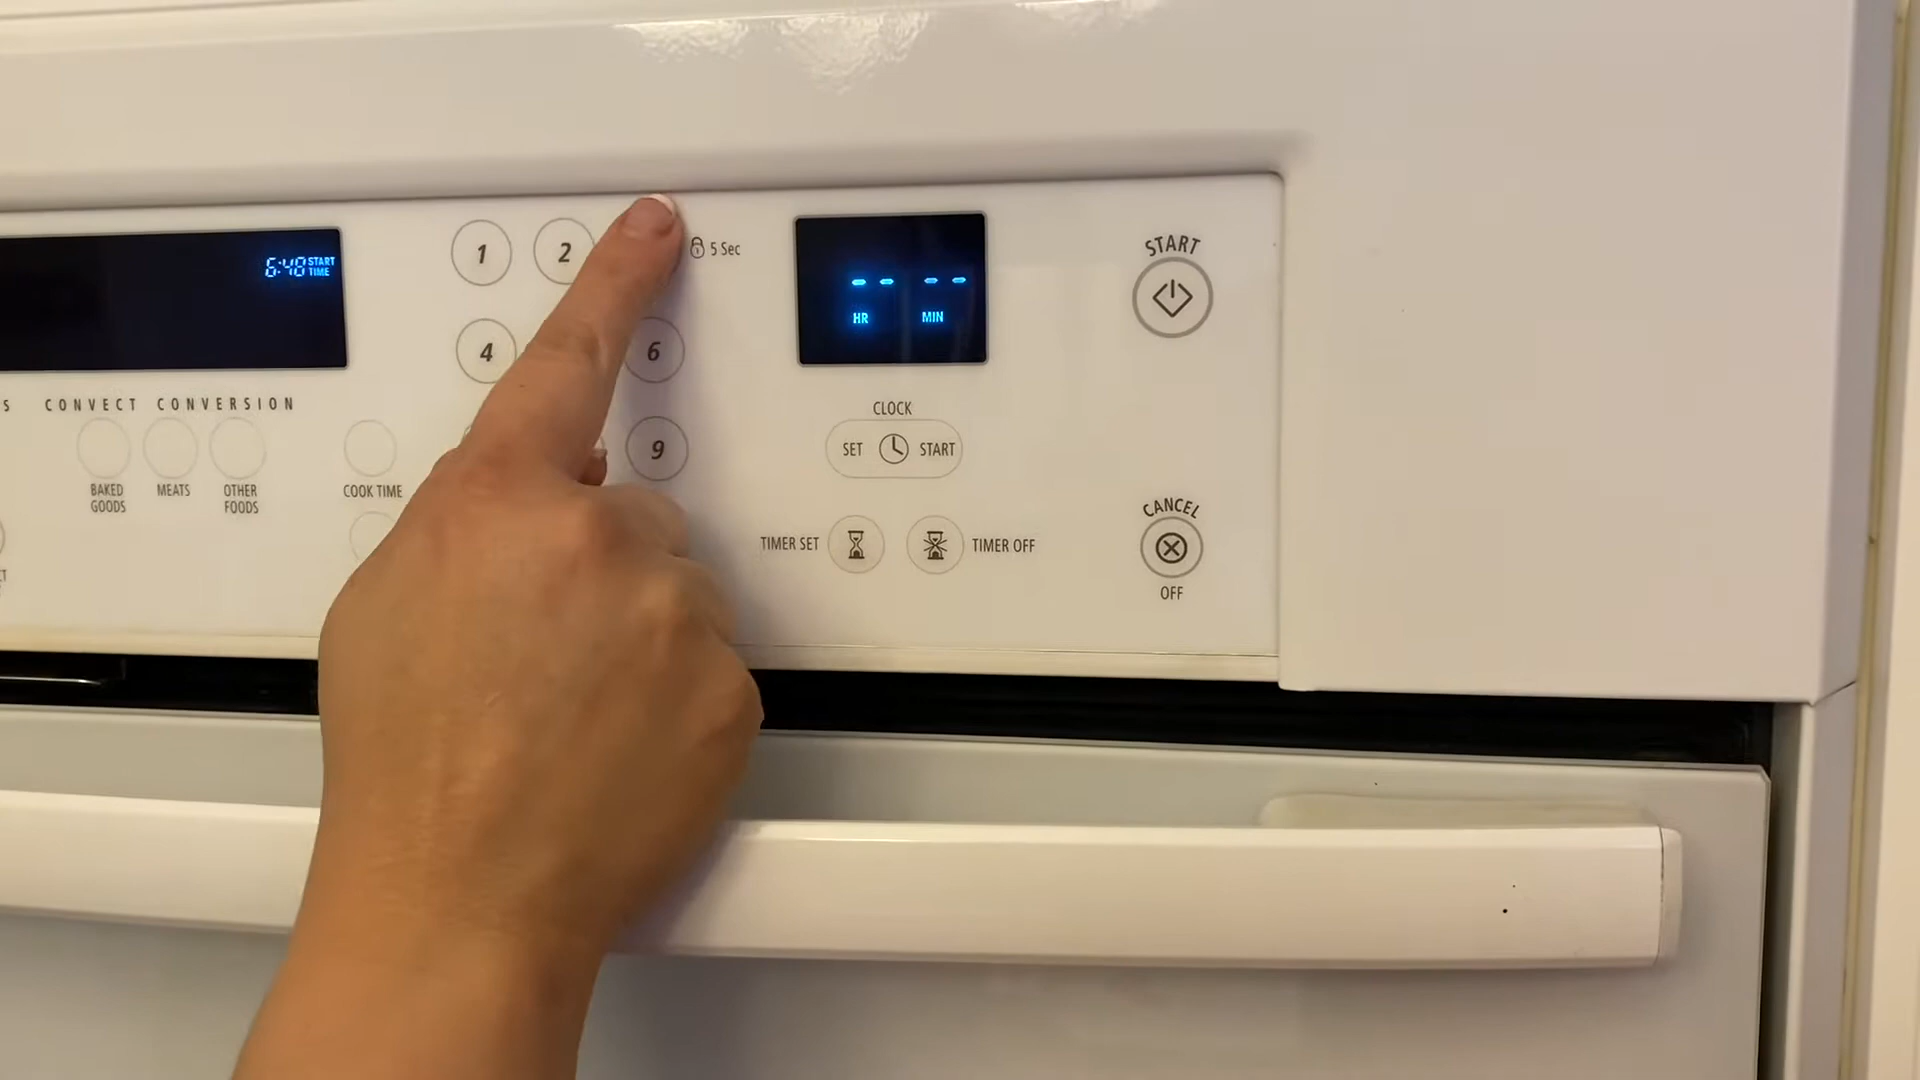 6:48 START TIME
1 2
5 Sec
4 6
9
-- --
HR MIN
START
CONVECT CONVERSION
BAKED GOODS
MEATS
OTHER FOODS
COOK TIME
CLOCK
SET START
TIMER SET TIMER OFF
CANCEL
OFF